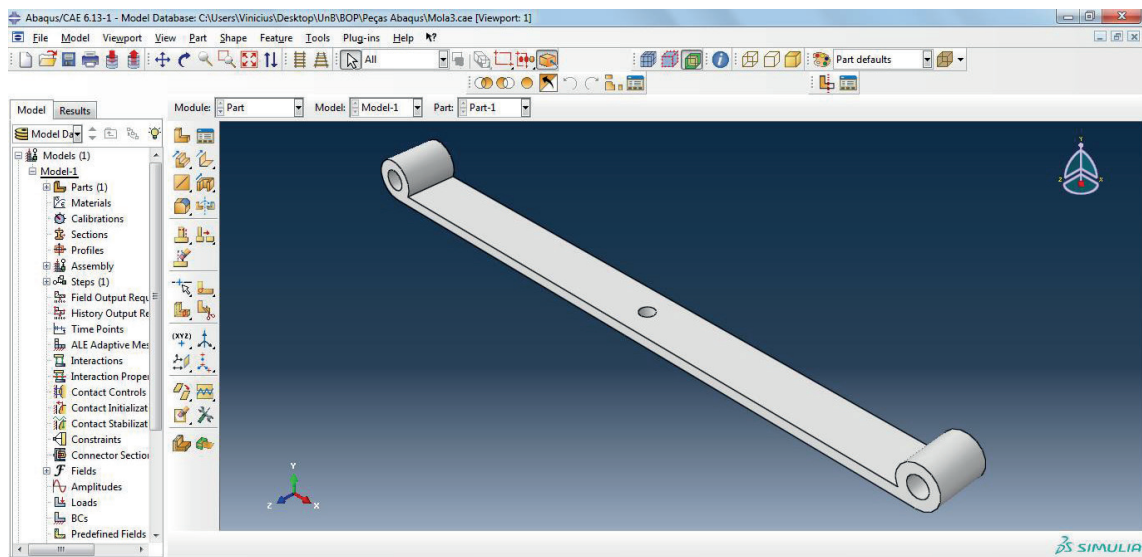 Abaqus/CAE 6.13-1 - Model Database: C:\Users\Vinicius\Desktop\UnB\BOP\Peças Abaqus\Mola3.cae [Viewport: 1]
File Model Viewport View Part Shape Feature Tools Plug-ins Help
All
Part defaults
Model Results
Module: Part Model: Model-1 Part: Part-1
Model Da
Models (1)
Model-1
Parts (1)
Materials
Calibrations
Sections
Profiles
Assembly
Steps (1)
Field Output Requ
History Output Re
Time Points
ALE Adaptive Mes
Interactions
Interaction Proper
Contact Controls
Contact Initializat
Contact Stabilizat
Constraints
Connector Section
Fields
Amplitudes
Loads
BCs
Predefined Fields
(XYZ)
Y
Z X
Y
Z X
SIMULIA